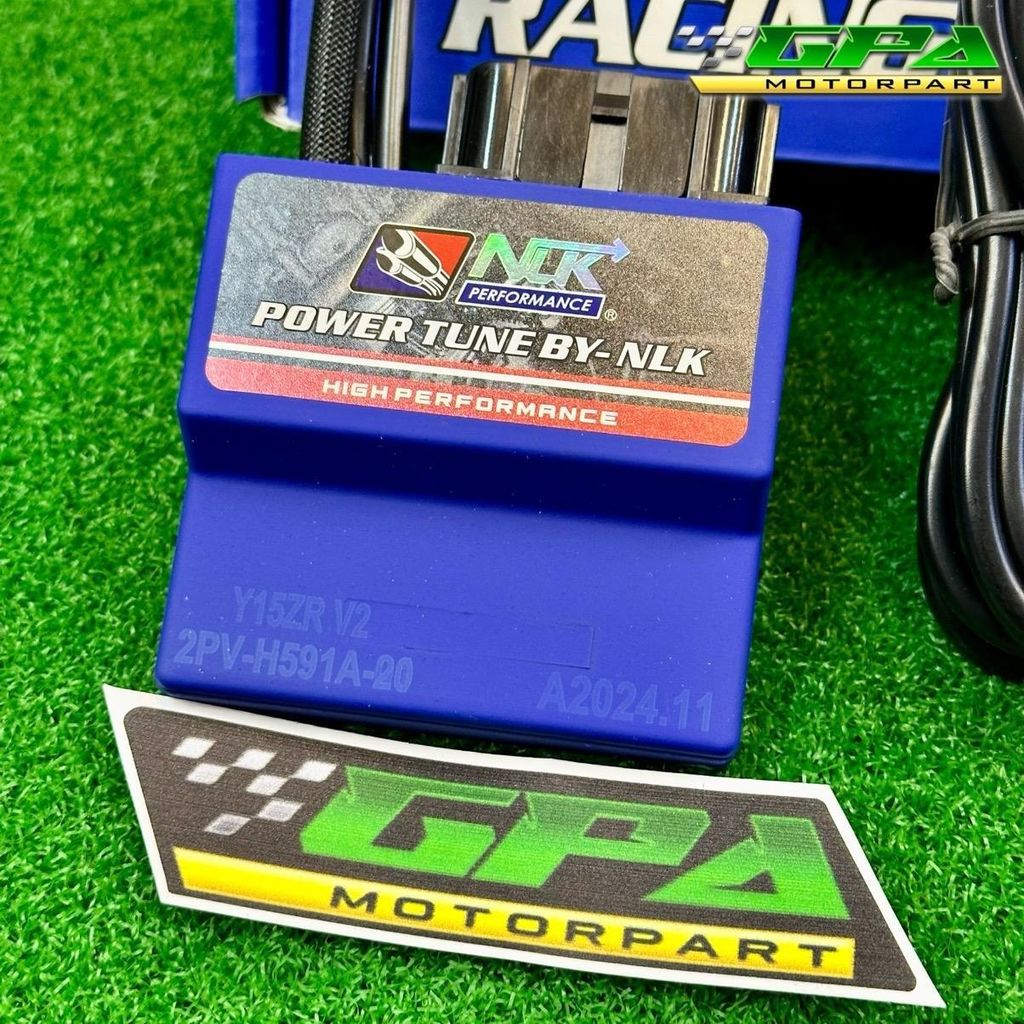 RACING
GPA
MOTORPART
NLK
PERFORMANCE
®
POWER TUNE BY-NLK
HIGH PERFORMANCE
Y15ZR V2
2PV-H591A-20
A2024.11
GPA
MOTORPART